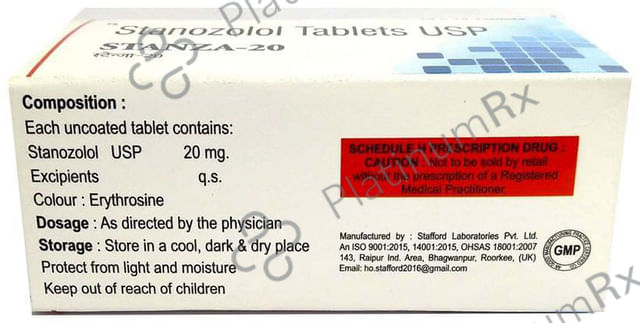 Stanozolol Tablets USP
STANZA-20
स्टेन्जा-20
Composition :
Each uncoated tablet contains:
Stanozolol USP 20 mg.
Excipients q.s.
Colour : Erythrosine
Dosage : As directed by the physician
Storage : Store in a cool, dark & dry place
Protect from light and moisture
Keep out of reach of children
SCHEDULE H PRESCRIPTION DRUG :
CAUTION : Not to be sold by retail
without the prescription of a Registered
Medical Practitioner.
Manufactured by : Stafford Laboratories Pvt. Ltd.
An ISO 9001:2015, 14001:2015, OHSAS 18001:2007
143, Raipur Ind. Area, Bhagwanpur, Roorkee, (UK)
Email: ho.stafford2016@gmail.com
GMP
PlatinumRx
PlatinumRx